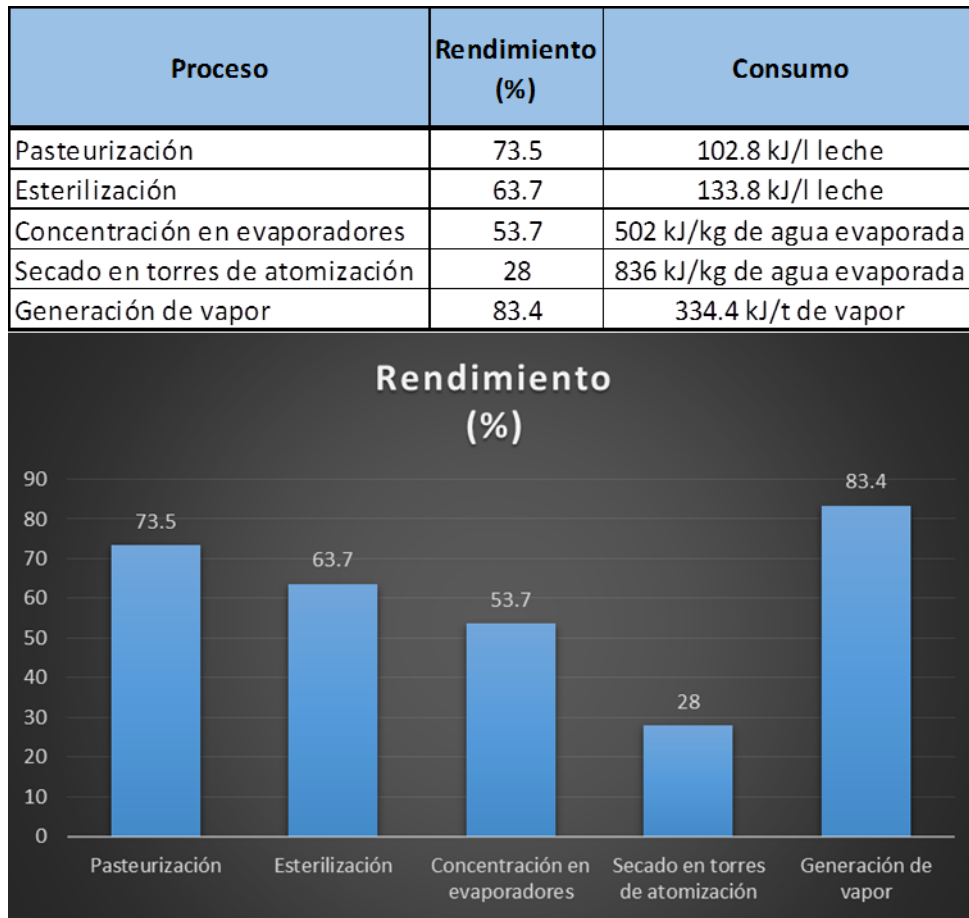 Proceso Rendimiento (%) Consumo
Pasteurización 73.5 102.8 kJ/l leche
Esterilización 63.7 133.8 kJ/l leche
Concentración en evaporadores 53.7 502 kJ/kg de agua evaporada
Secado en torres de atomización 28 836 kJ/kg de agua evaporada
Generación de vapor 83.4 334.4 kJ/t de vapor
Rendimiento
(%)
90
80
70
60
50
40
30
20
10
0
73.5
63.7
53.7
28
83.4
Pasteurización
Esterilización
Concentración en
evaporadores
Secado en torres
de atomización
Generación de
vapor